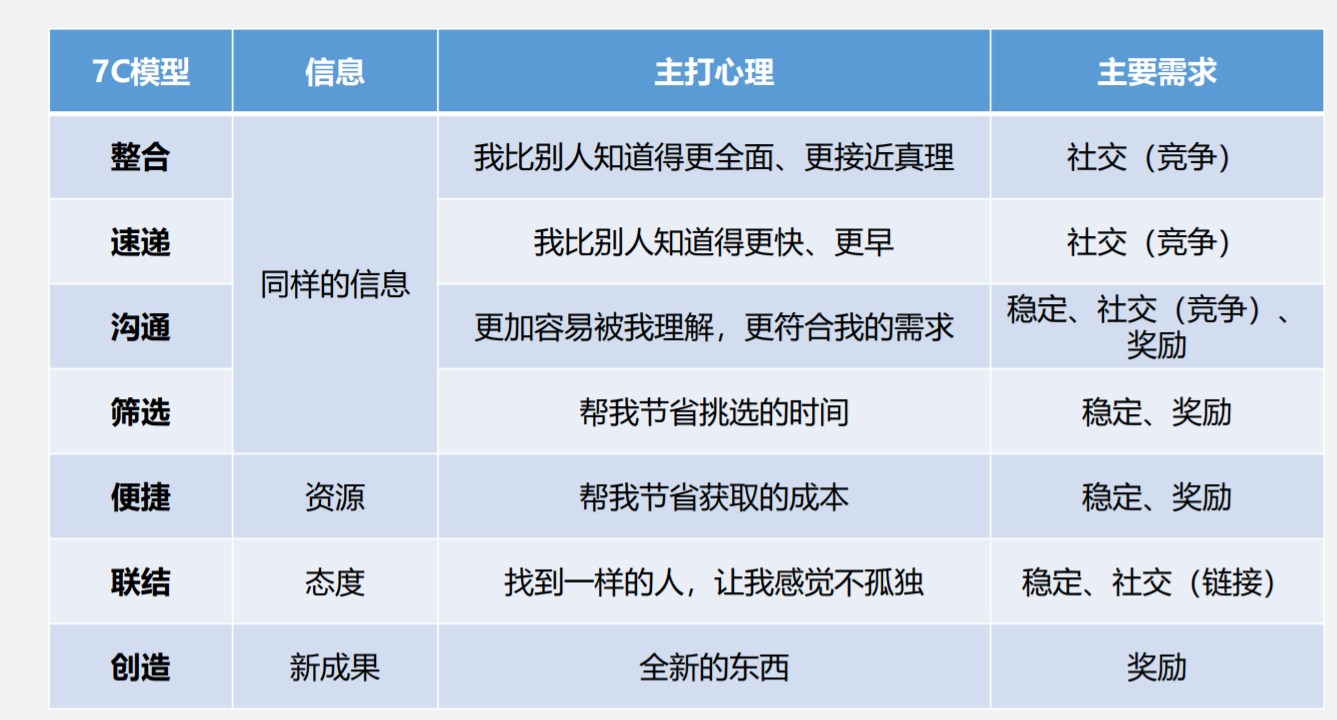 7C模型 信息 主打心理 主要需求
整合 我比别人知道得更全面、更接近真理 社交（竞争）
速递 我比别人知道得更快、更早 社交（竞争）
同样的信息
沟通 更加容易被我理解，更符合我的需求 稳定、社交（竞争）、
奖励
筛选 帮我节省挑选的时间 稳定、奖励
便捷 资源 帮我节省获取的成本 稳定、奖励
联结 态度 找到一样的人，让我感觉不孤独 稳定、社交（链接）
创造 新成果 全新的东西 奖励